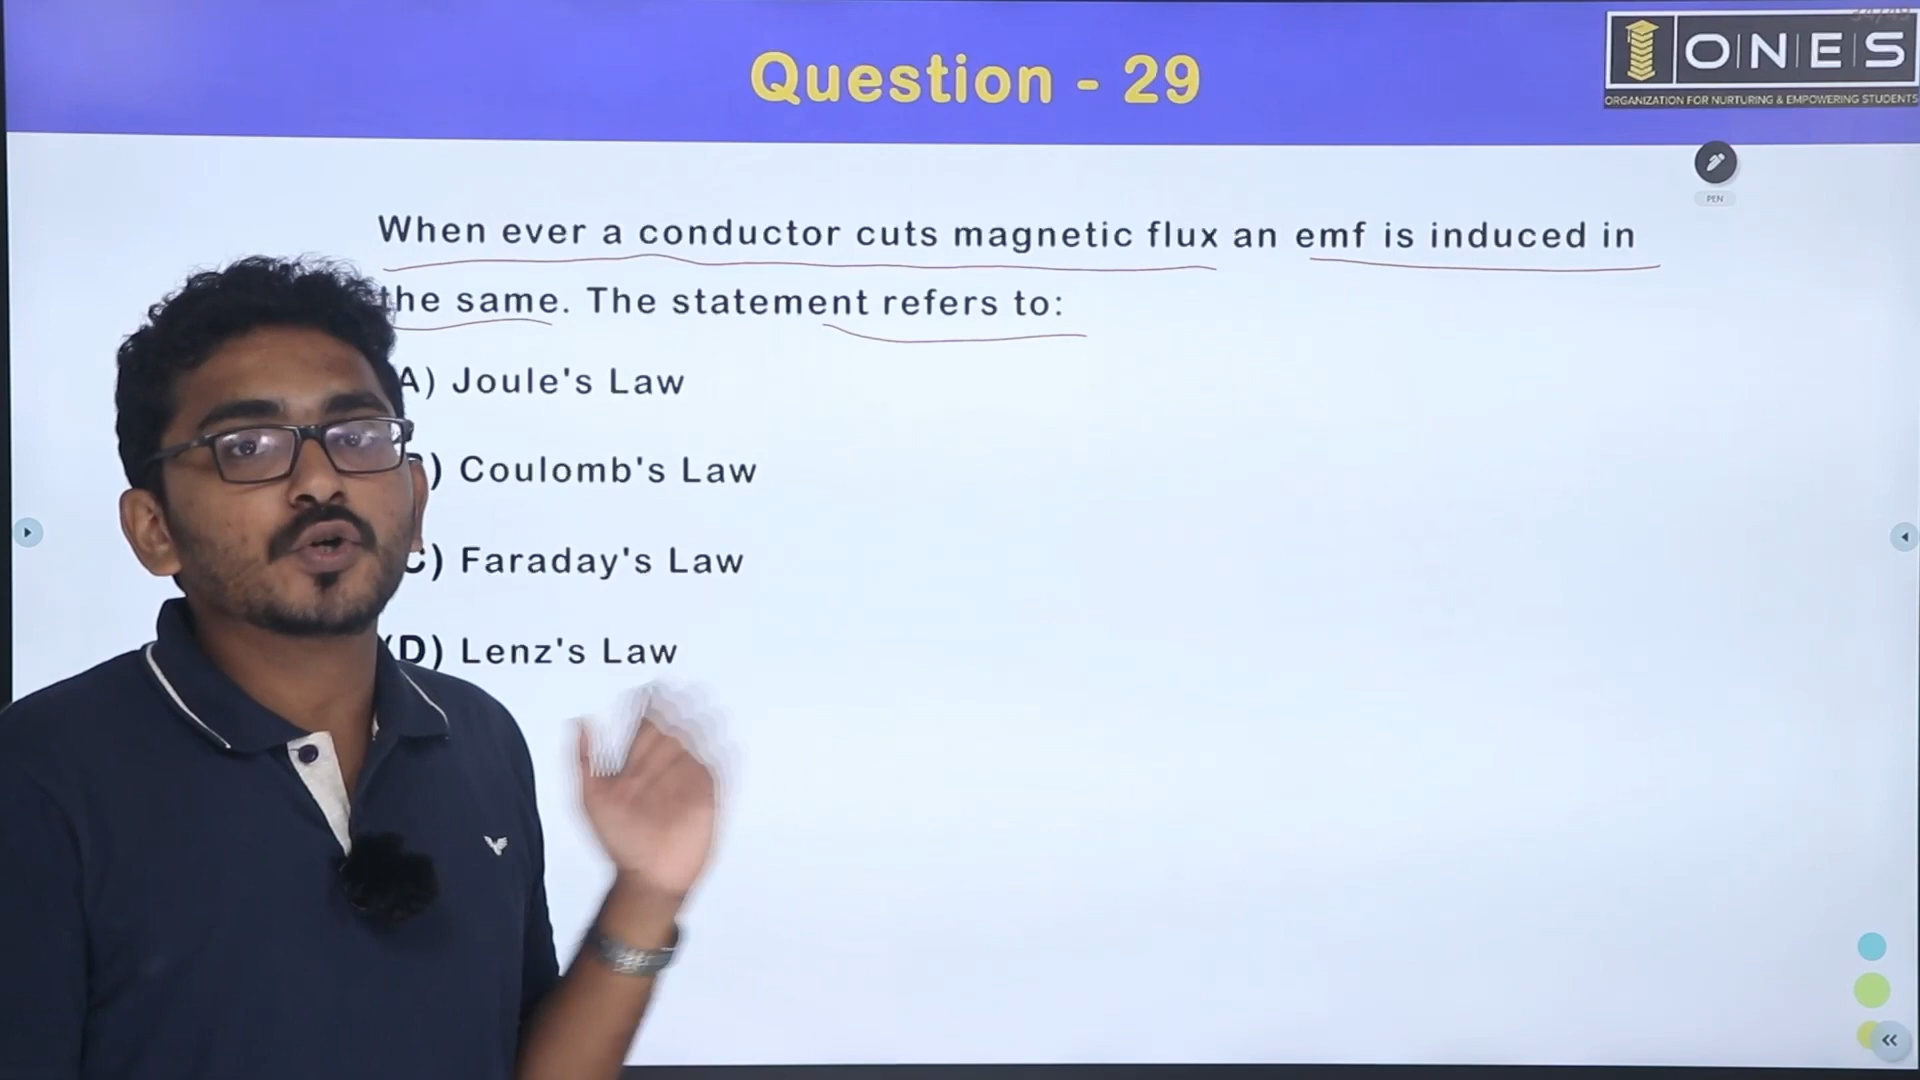 Question - 29
ONES
ORGANIZATION FOR NURTURING & EMPOWERING STUDENTS
PEN
When ever a conductor cuts magnetic flux an emf is induced in
the same. The statement refers to:
A) Joule's Law
) Coulomb's Law
C) Faraday's Law
(D) Lenz's Law